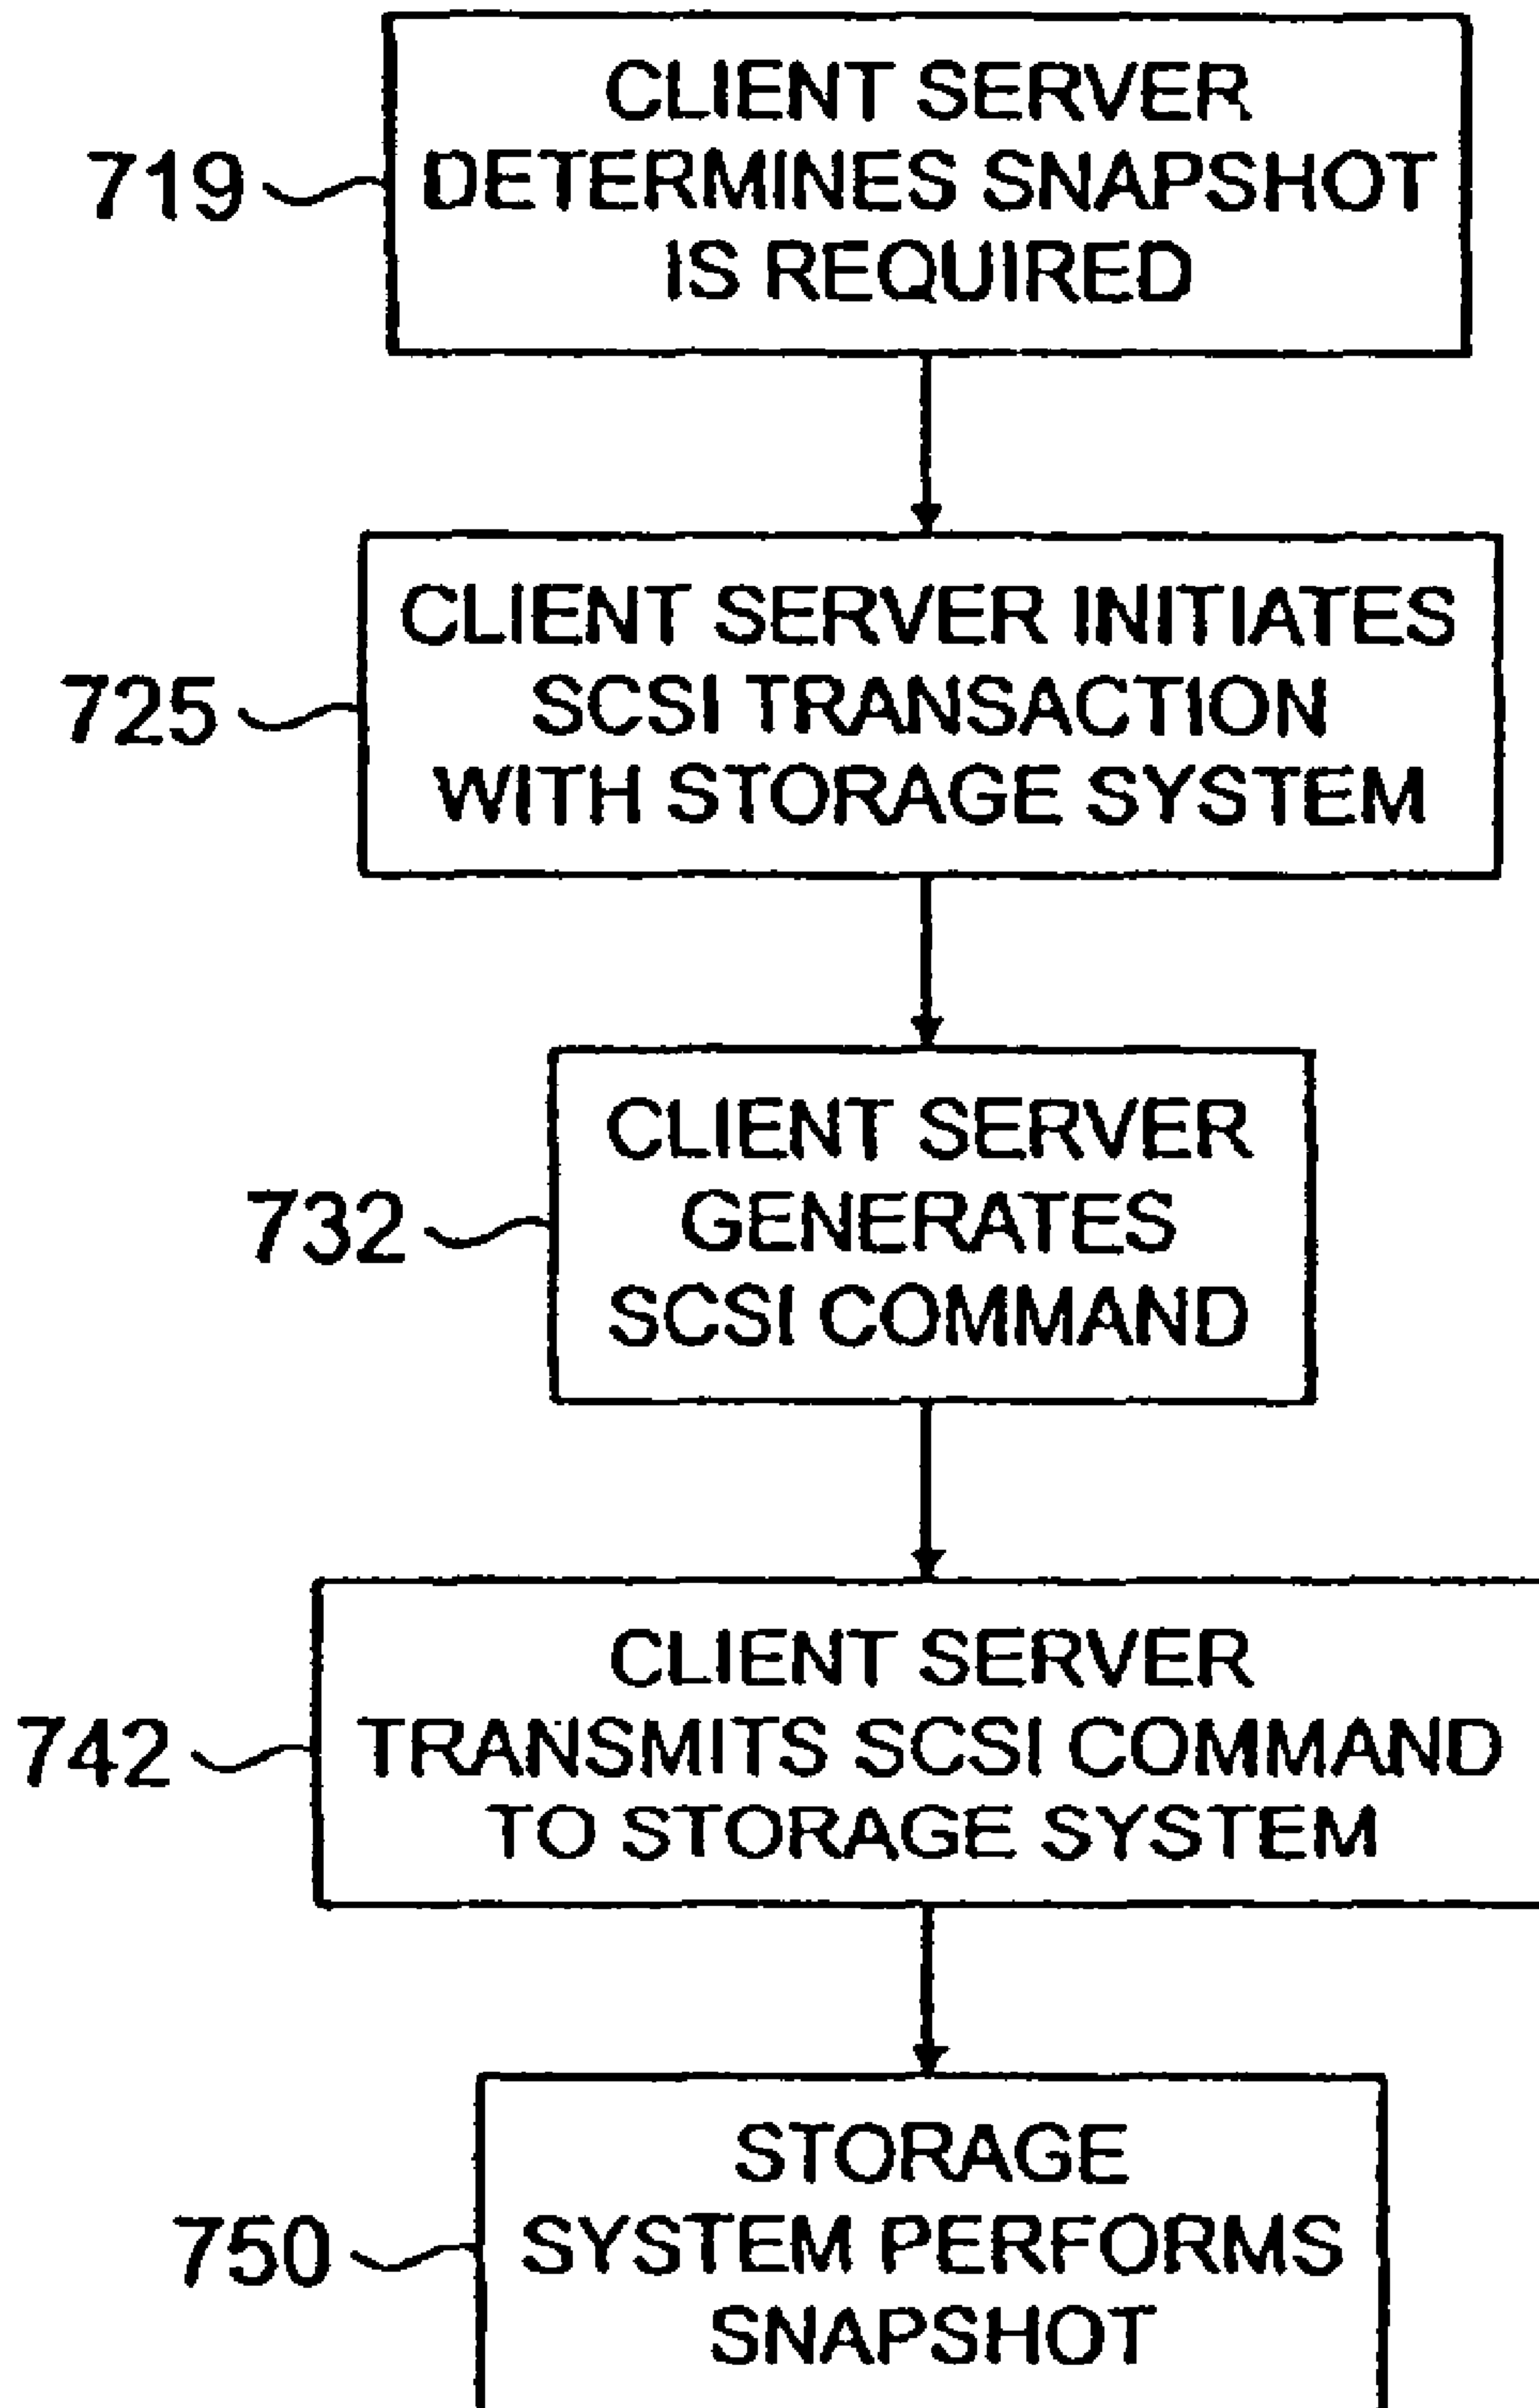 CLIENT SERVER
719 DETERMINES SNAPSHOT
IS REQUIRED
CLIENT SERVER INITIATES
725 SCSI TRANSACTION
WITH STORAGE SYSTEM
CLIENT SERVER
732 GENERATES
SCSI COMMAND
CLIENT SERVER
742 TRANSMITS SCSI COMMAND
TO STORAGE SYSTEM
STORAGE
750 SYSTEM PERFORMS
SNAPSHOT